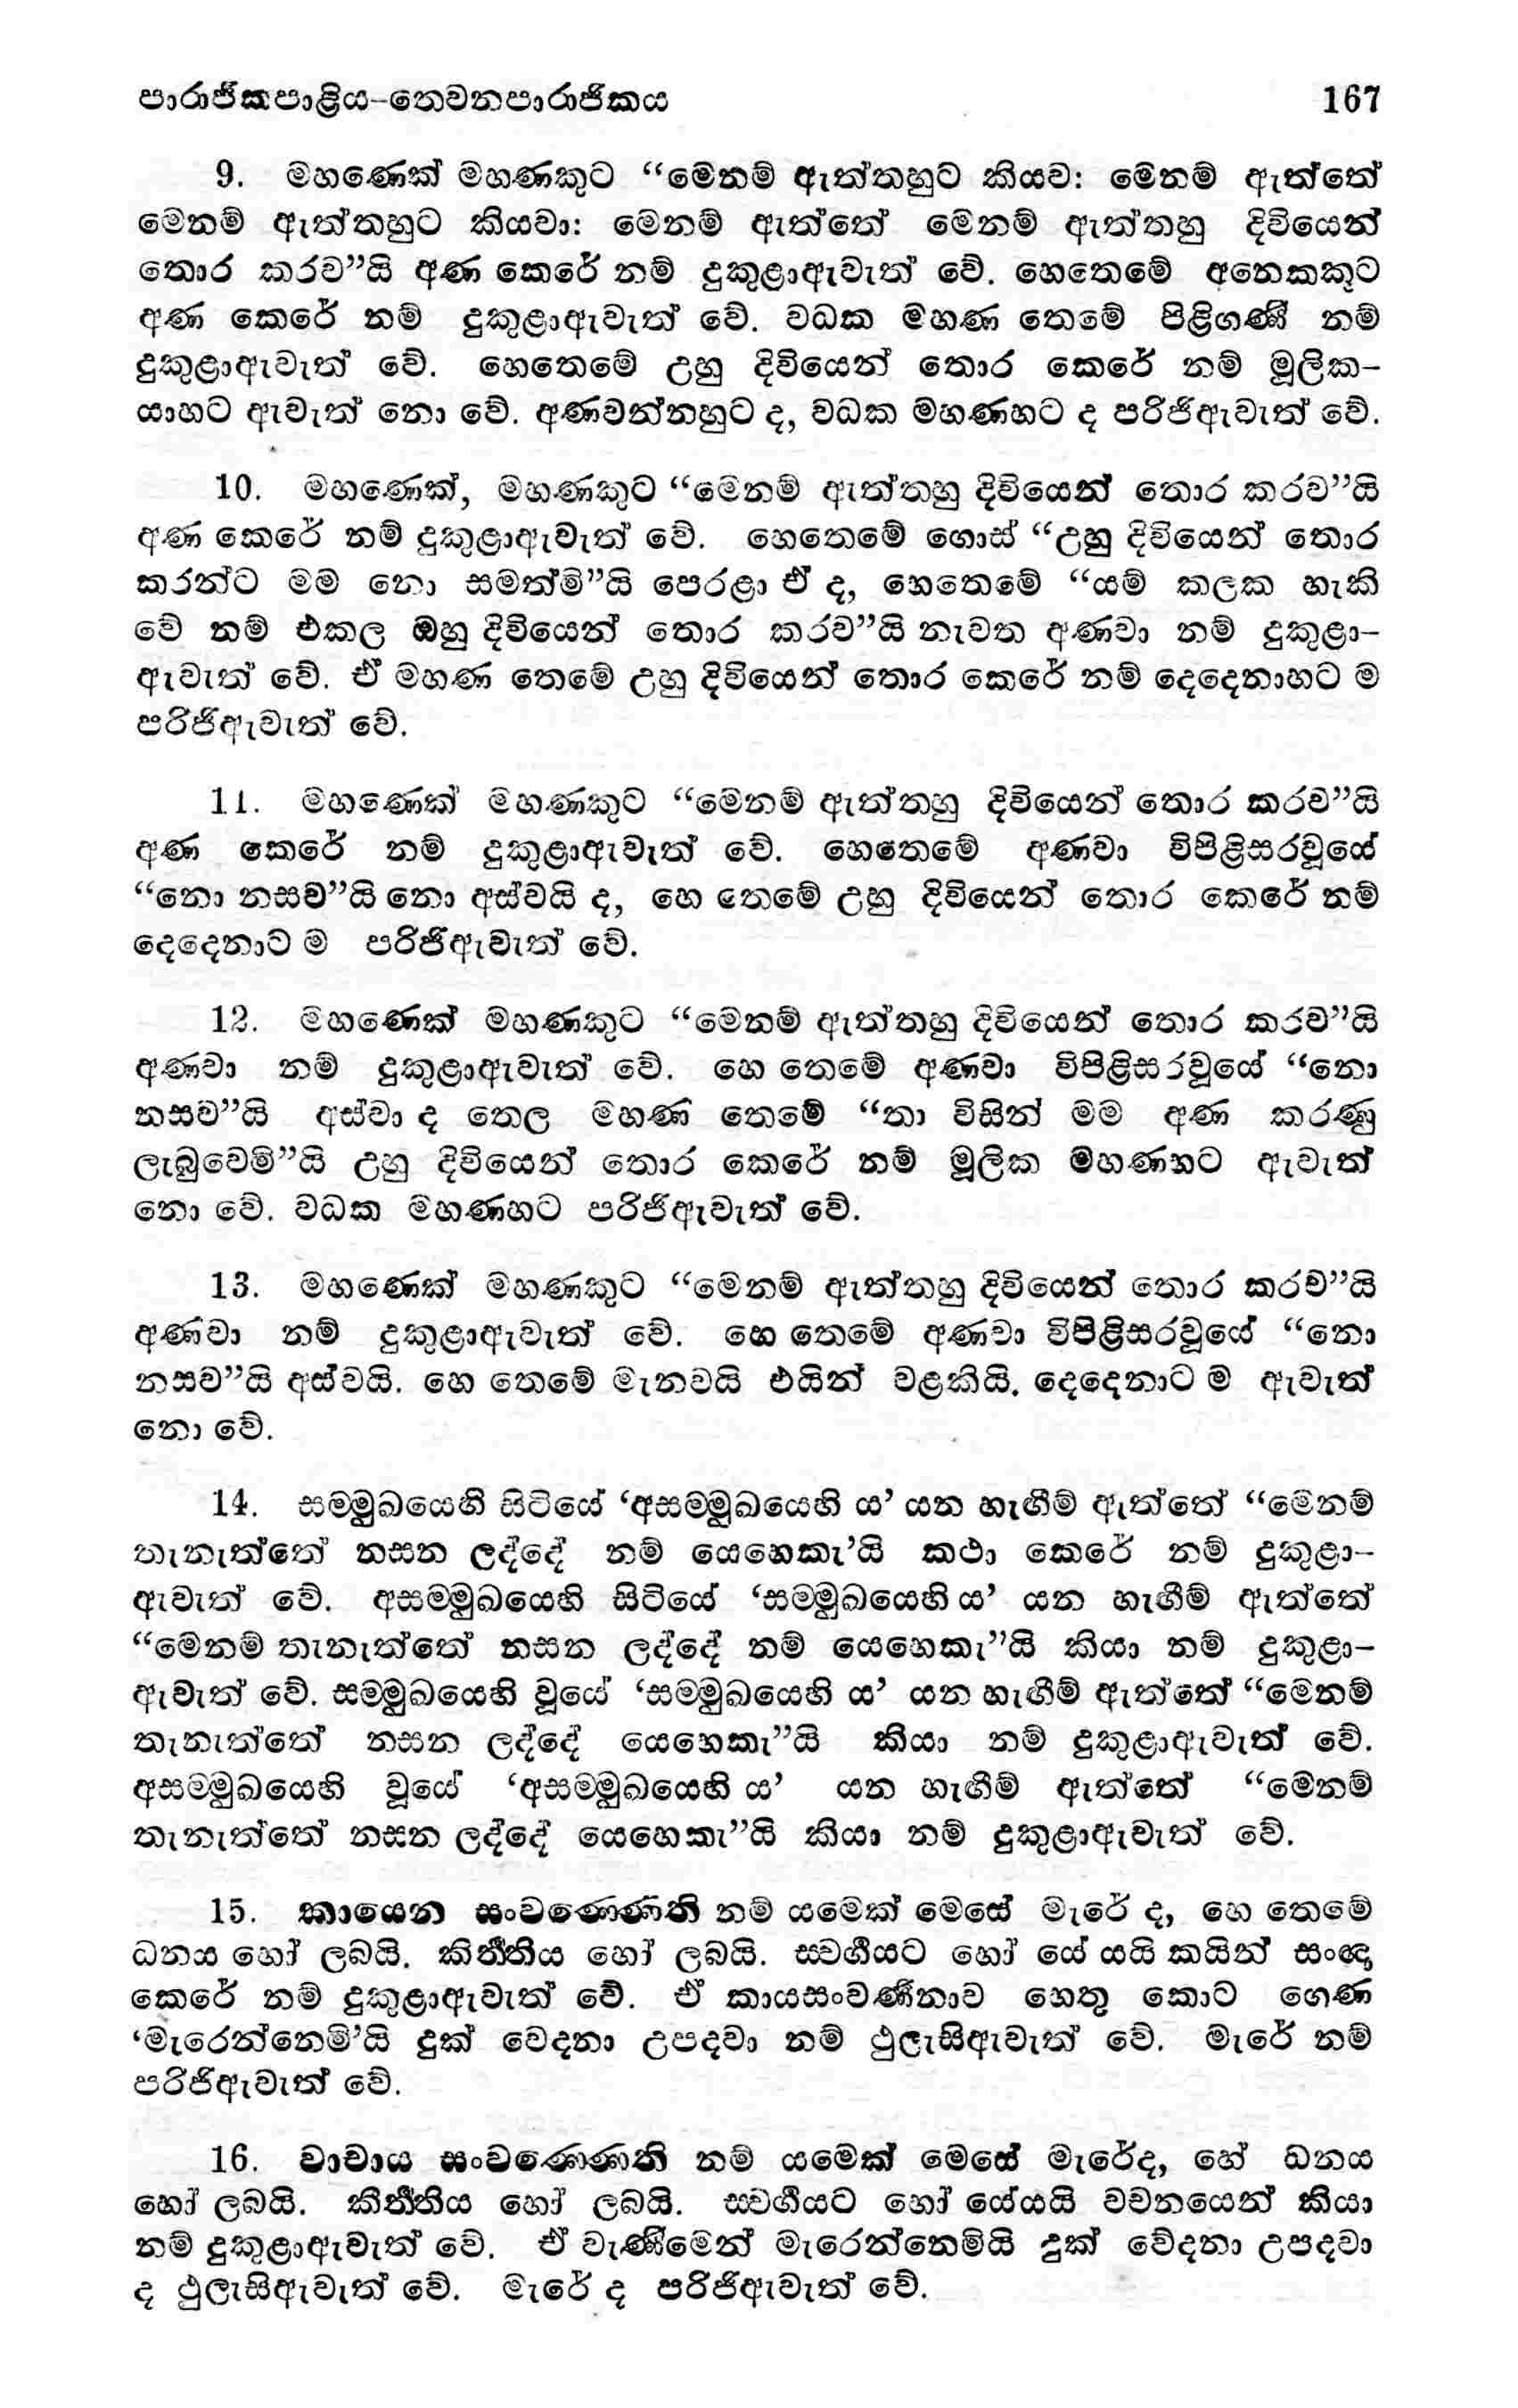 පාරාජිකපාළිය-තෙවනපාරාජිකය 167
9. මහණෙක් මහණකුට “මෙනම් ඇත්තහුට කියව: මෙනම් ඇත්තේ
මෙනම් ඇත්තහුට කියවා: මෙනම් ඇත්තේ මෙනම් ඇත්තහු දිවියෙන්
තොර කරව”යි අණ කෙරේ නම් දුකුළාඇවැත් වේ. හෙතෙමේ අනෙකකුට
අණ කෙරේ නම් දුකුළාඇවැත් වේ. වධක මහණ තෙමේ පිළිගණී නම්
දුකුළාඇවැත් වේ. හෙතෙමේ උහු දිවියෙන් තොර කෙරේ නම් මූලික-
යාහට ඇවැත් නො වේ. අණවන්නහුට ද, වධක මහණහට ද පරිජිඇවැත් වේ.
10. මහණෙක්, මහණකුට “මෙනම් ඇත්තහු දිවියෙන් තොර කරව”යි
අණ කෙරේ නම් දුකුළාඇවැත් වේ. හෙතෙමේ ගොස් “උහු දිවියෙන් තොර
කරන්ට මම නො සමත්මි”යි පෙරළා ඒ ද, හෙතෙමේ “යම් කලක හැකි
වේ නම් එකල ඔහු දිවියෙන් තොර කරව”යි නැවත අණවා නම් දුකුළා-
ඇවැත් වේ. ඒ මහණ තෙමේ උහු දිවියෙන් තොර කෙරේ නම් දෙදෙනාහට ම
පරිජිඇවැත් වේ.
11. මහණෙක් මහණකුට “මෙනම් ඇත්තහු දිවියෙන් තොර කරව”යි
අණ කෙරේ නම් දුකුළාඇවැත් වේ. හෙතෙමේ අණවා විපිළිසරවූයේ
“නො නසව”යි නො අස්වයි ද, හෙ තෙමේ උහු දිවියෙන් තොර කෙරේ නම්
දෙදෙනාට ම පරිජිඇවැත් වේ.
12. මහණෙක් මහණකුට “මෙනම් ඇත්තහු දිවියෙන් තොර කරව”යි
අණවා නම් දුකුළාඇවැත් වේ. හෙ තෙමේ අණවා විපිළිසරවූයේ “නො
නසව”යි අස්වා ද තෙල මහණ තෙමේ “තා විසින් මම අණ කරණු
ලැබුවෙමි”යි උහු දිවියෙන් තොර කෙරේ නම් මූලික මහණහට ඇවැත්
නො වේ. වධක මහණහට පරිජිඇවැත් වේ.
13. මහණෙක් මහණකුට “මෙනම් ඇත්තහු දිවියෙන් තොර කරව”යි
අණවා නම් දුකුළාඇවැත් වේ. හෙ තෙමේ අණවා විපිළිසරවූයේ “නො
නසව”යි අස්වයි. හෙ තෙමේ මැනවයි එයින් වළකියි. දෙදෙනාට ම ඇවැත්
නො වේ.
14. සම්මුඛයෙහි සිටියේ ‘අසම්මුඛයෙහි ය’ යන හැඟීම් ඇත්තේ “මෙනම්
තැනැත්තේ නසන ලද්දේ නම් යෙහෙකැ’යි කථා කෙරේ නම් දුකුළා-
ඇවැත් වේ. අසම්මුඛයෙහි සිටියේ ‘සම්මුඛයෙහි ය’ යන හැඟීම් ඇත්තේ
“මෙනම් තැනැත්තේ නසන ලද්දේ නම් යෙහෙකැ”යි කියා නම් දුකුළා-
ඇවැත් වේ. සම්මුඛයෙහි වූයේ ‘සම්මුඛයෙහි ය’ යන හැඟීම් ඇත්තේ “මෙනම්
තැනැත්තේ නසන ලද්දේ යෙහෙකැ”යි කියා නම් දුකුළාඇවැත් වේ.
අසම්මුඛයෙහි වූයේ ‘අසම්මුඛයෙහි ය’ යන හැඟීම් ඇත්තේ “මෙනම්
තැනැත්තේ නසන ලද්දේ යෙහෙකැ”යි කියා නම් දුකුළාඇවැත් වේ.
15. කායෙන සංවණ්ණෙති නම් යමෙක් මෙසේ මැරේ ද, හෙ තෙමේ
ධනය හෝ ලබයි. කිර්තිය හෝ ලබයි. ස්වර්ගයට හෝ යේ යයි කයින් සංඥා
කෙරේ නම් දුකුළාඇවැත් වේ. ඒ කායසංවර්ණනාව හෙතු කොට ගෙණ
‘මැරෙන්නෙමි’යි දුක් වෙදනා උපදවා නම් ථුලැසිඇවැත් වේ. මැරේ නම්
පරිජිඇවැත් වේ.
16. වාචාය සංවණ්ණෙති නම් යමෙක් මෙසේ මැරේද, හේ ධනය
හෝ ලබයි. කීර්තිය හෝ ලබයි. ස්වර්ගයට හෝ යේයයි වචනයෙන් කියා
නම් දුකුළාඇවැත් වේ. ඒ වැණීමෙන් මැරෙන්නෙමියි දුක් වේදනා උපදවා
ද ථුලැසිඇවැත් වේ. මැරේ ද පරිජිඇවැත් වේ.